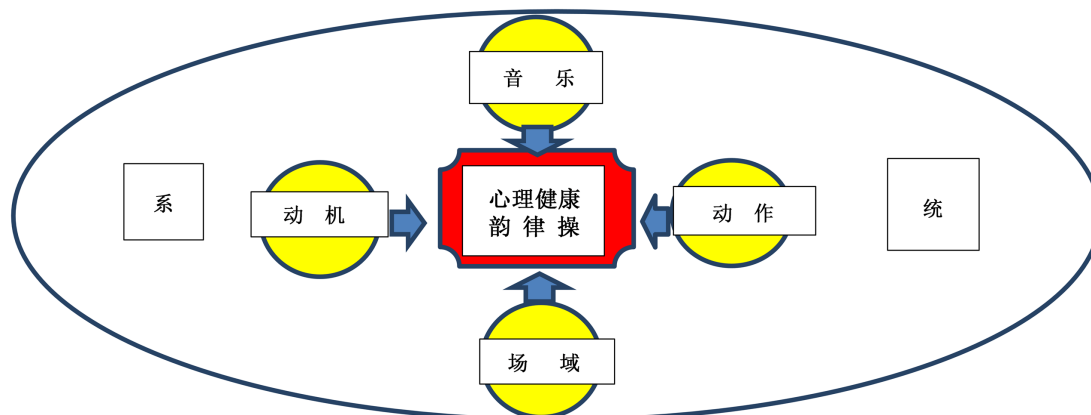 音 乐
系
动 机
心理健康
韵 律 操
动 作
统
场 域